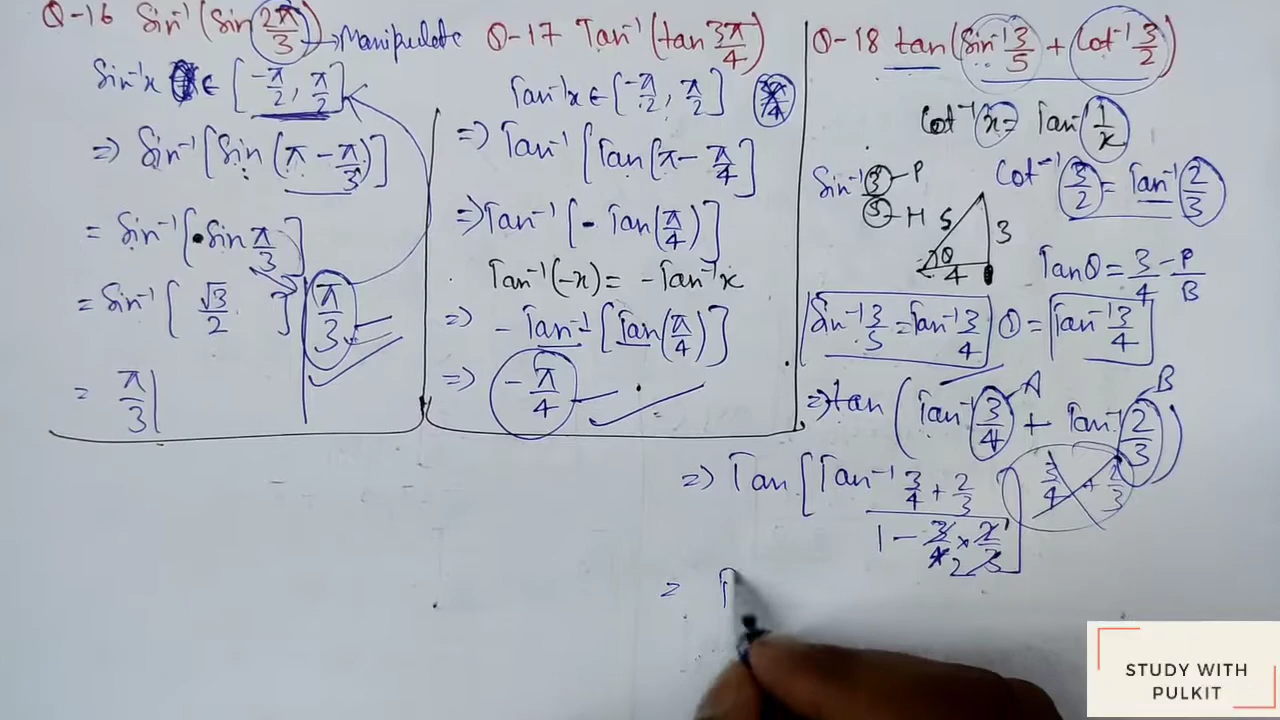 Q-16 Sin⁻¹(Sin 2π/3) → Manipulate
Sin⁻¹x ∈ [-π/2, π/2]
=> Sin⁻¹[Sin(π - π/3)]
= Sin⁻¹[Sin π/3]
= Sin⁻¹[√3/2] π/3
= π/3
Q-17 Tan⁻¹(tan 3π/4)
Tan⁻¹x ∈ [-π/2, π/2]
=> Tan⁻¹[Tan(π - π/4]
=> Tan⁻¹[- Tan(π/4)]
Tan⁻¹(-x) = - Tan⁻¹x
=> - Tan⁻¹[Tan(π/4)]
=> - π/4
Q-18 tan(Sin⁻¹ 3/5 + Cot⁻¹ 3/2)
Cot⁻¹(x) = Tan⁻¹(1/x)
Sin⁻¹ 3/5 - P - H
Cot⁻¹ 3/2 = Tan⁻¹ 2/3
5 3 θ 4
Tanθ = 3/4 - P/B
Sin⁻¹ 3/5 = Tan⁻¹ 3/4 θ = Tan⁻¹ 3/4
=> tan(Tan⁻¹ 3/4 + Tan⁻¹ 2/3) A B
=> Tan[Tan⁻¹ 3/4 + 2/3 / 1 - 3/4 × 2/3] 3/4 + 2/3
= T
STUDY WITH
PULKIT